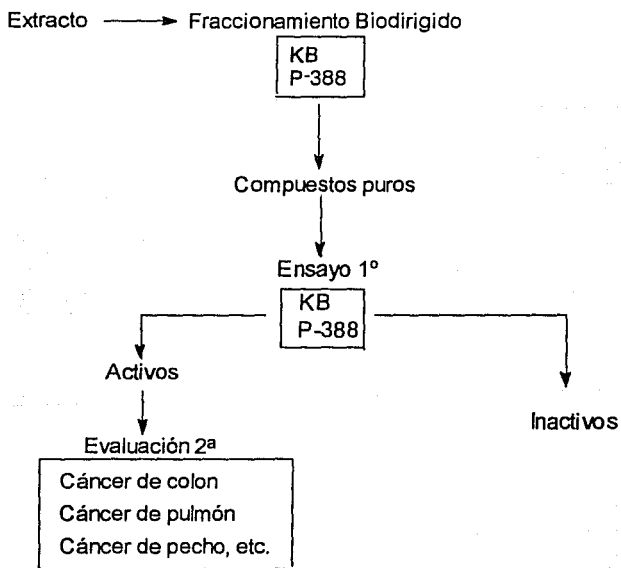 Extracto
Fraccionamiento Biodirigido
KB
P-388
Compuestos puros
Ensayo 1º
KB
P-388
Activos
Inactivos
Evaluación 2ª
Cáncer de colon
Cáncer de pulmón
Cáncer de pecho, etc.